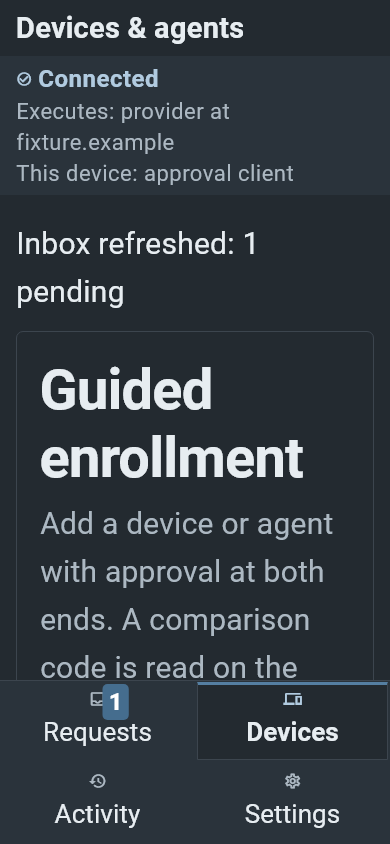 Devices & agents
Connected
Executes: provider at
fixture.example
This device: approval client
Inbox refreshed: 1
pending
Guided
enrollment
Add a device or agent
with approval at both
ends. A comparison
code is read on the
1
Requests
Devices
Activity
Settings